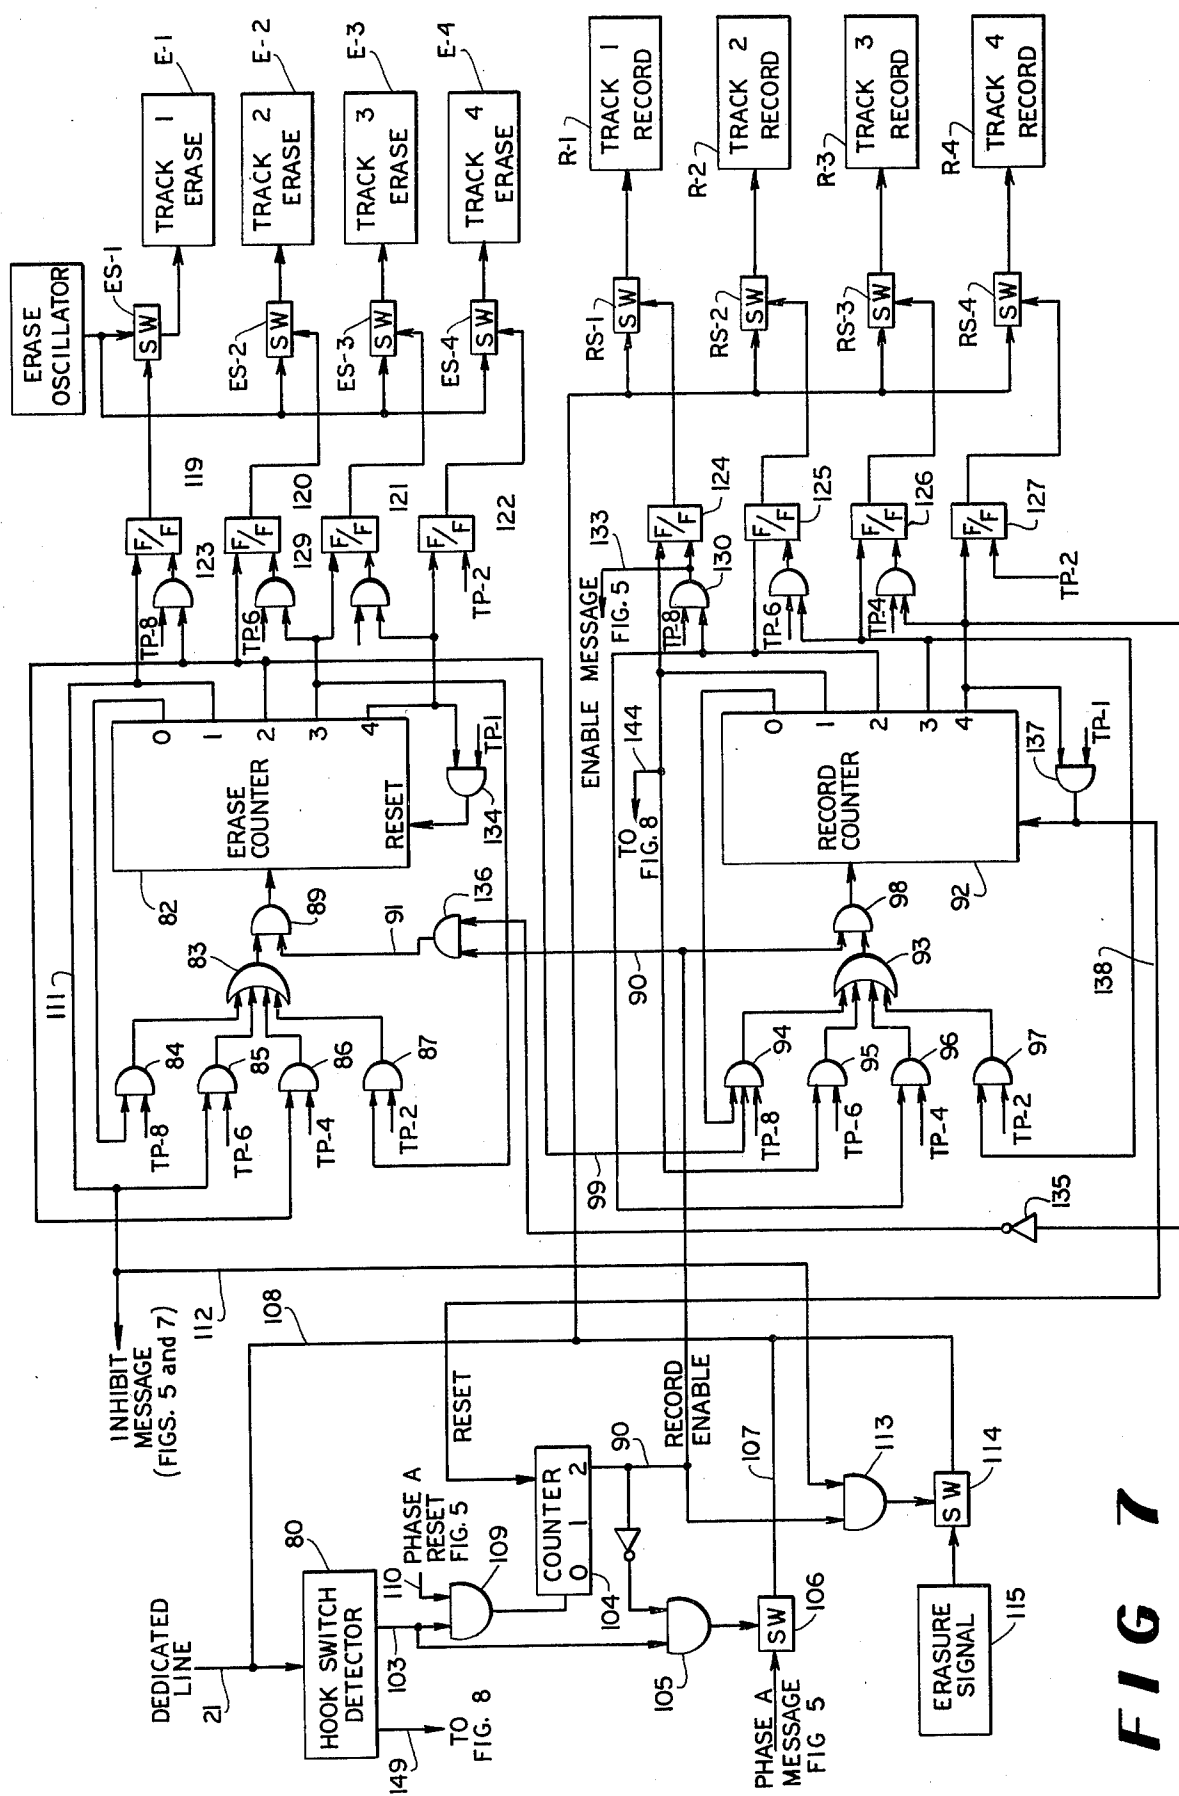 DEDICATED
LINE
21
HOOK SWITCH
DETECTOR
80
149
TO
FIG. 8
103
110
PHASE A
RESET
FIG. 5
109
COUNTER
0 1 2
104
105
90
RESET
RECORD
ENABLE
PHASE A
MESSAGE
FIG 5
SW
106
107
108
ERASURE
SIGNAL
115
SW
114
113
INHIBIT
MESSAGE
(FIGS. 5 and 7)
112
111
84
TP-8
85
TP-6
86
TP-4
87
TP-2
83
89
91
136
82
ERASE
COUNTER
RESET
0
1
2
3
4
134
TP-1
TP-8
123
F/F
119
TP-6
129
F/F
120
F/F
121
F/F
122
TP-2
ERASE
OSCILLATOR
SW
ES-1
SW
ES-2
SW
ES-3
SW
ES-4
TRACK 1
ERASE
E-1
TRACK 2
ERASE
E-2
TRACK 3
ERASE
E-3
TRACK 4
ERASE
E-4
135
99
90
94
TP-8
95
TP-6
96
TP-4
97
TP-2
93
98
138
92
RECORD
COUNTER
0
1
2
3
4
137
TP-1
TO
FIG. 8
144
ENABLE MESSAGE
FIG. 5
133
TP-8
130
F/F
124
TP-6
F/F
125
TP-4
F/F
126
F/F
127
TP-2
SW
RS-1
SW
RS-2
SW
RS-3
SW
RS-4
TRACK 1
RECORD
R-1
TRACK 2
RECORD
R-2
TRACK 3
RECORD
R-3
TRACK 4
RECORD
R-4
FIG 7